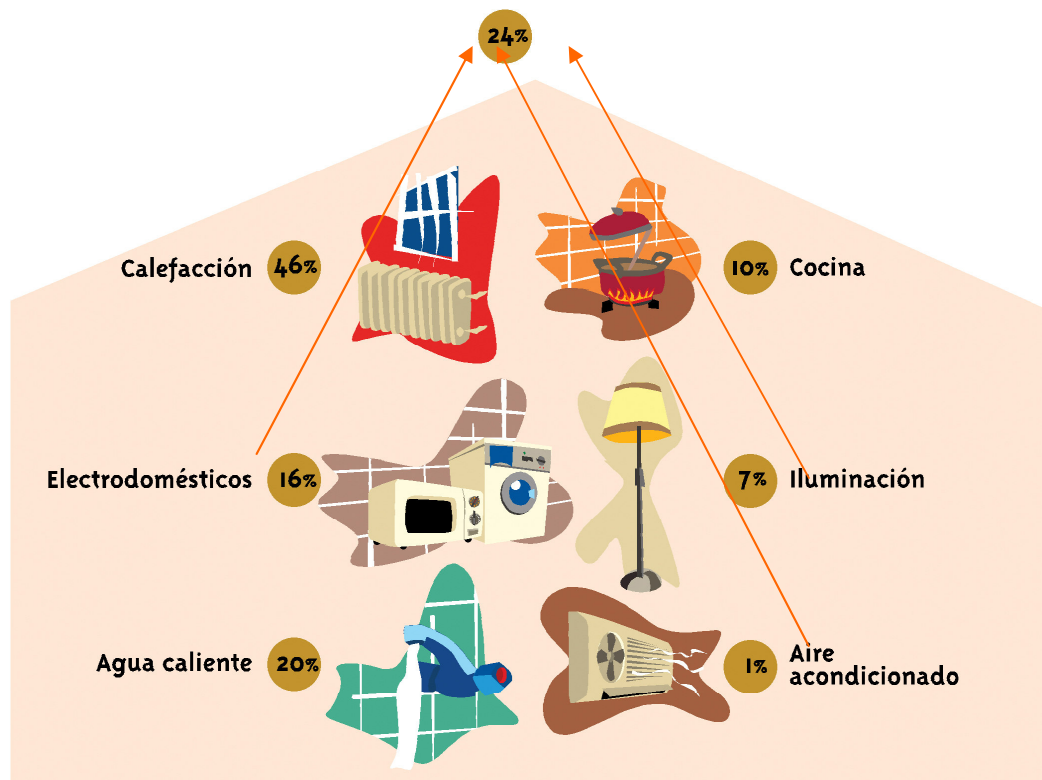 24%
Calefacción 46%
10% Cocina
Electrodomésticos 16%
7% Iluminación
Agua caliente 20%
1% Aire
acondicionado